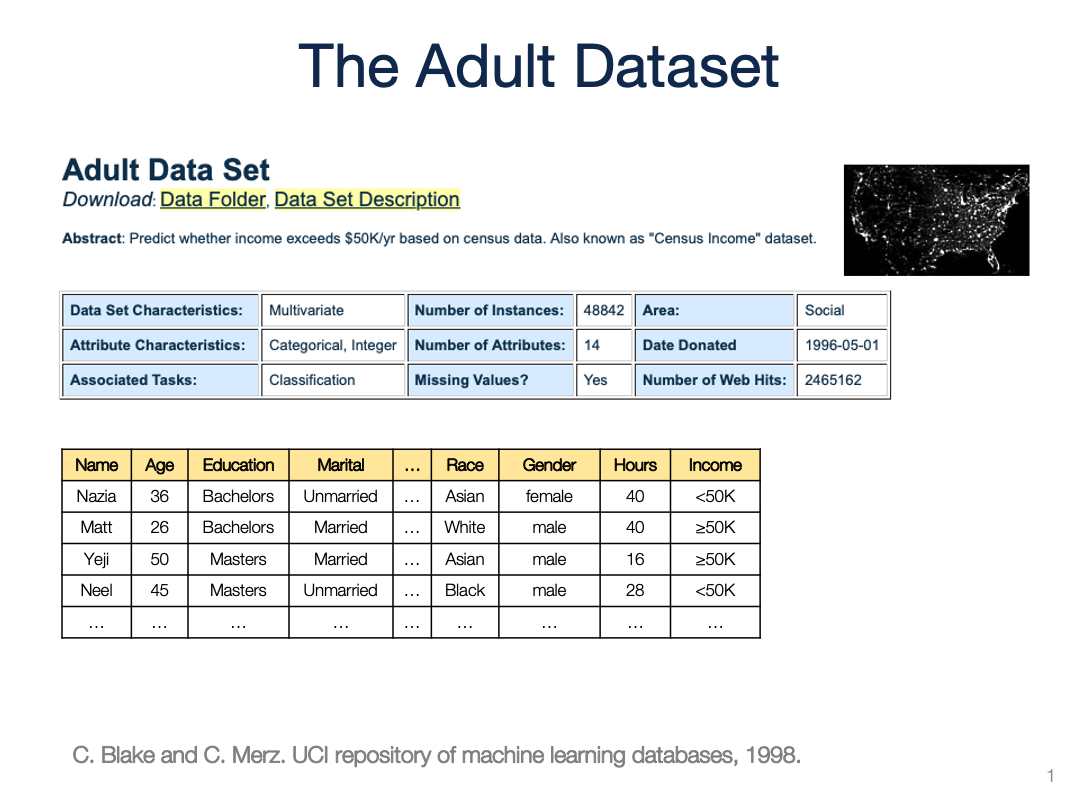 The Adult Dataset
Adult Data Set
Download: Data Folder, Data Set Description
Abstract: Predict whether income exceeds $50K/yr based on census data. Also known as "Census Income" dataset.
Data Set Characteristics: Multivariate Number of Instances: 48842 Area: Social
Attribute Characteristics: Categorical, Integer Number of Attributes: 14 Date Donated 1996-05-01
Associated Tasks: Classification Missing Values? Yes Number of Web Hits: 2465162
Name Age Education Marital … Race Gender Hours Income
Nazia 36 Bachelors Unmarried … Asian female 40 <50K
Matt 26 Bachelors Married … White male 40 ≥50K
Yeji 50 Masters Married … Asian male 16 ≥50K
Neel 45 Masters Unmarried … Black male 28 <50K
… … … … … … … … …
C. Blake and C. Merz. UCI repository of machine learning databases, 1998.
1